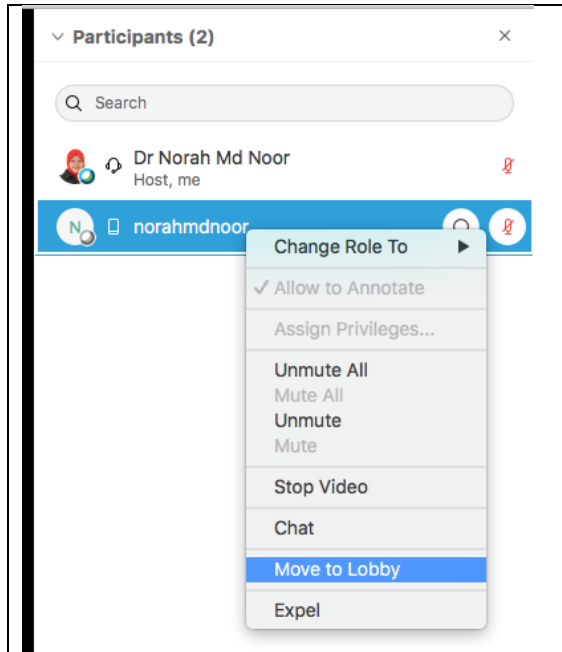 Participants (2)
Search
Dr Norah Md Noor
Host, me
N norahmdnoor
Change Role To
Allow to Annotate
Assign Privileges...
Unmute All
Mute All
Unmute
Mute
Stop Video
Chat
Move to Lobby
Expel